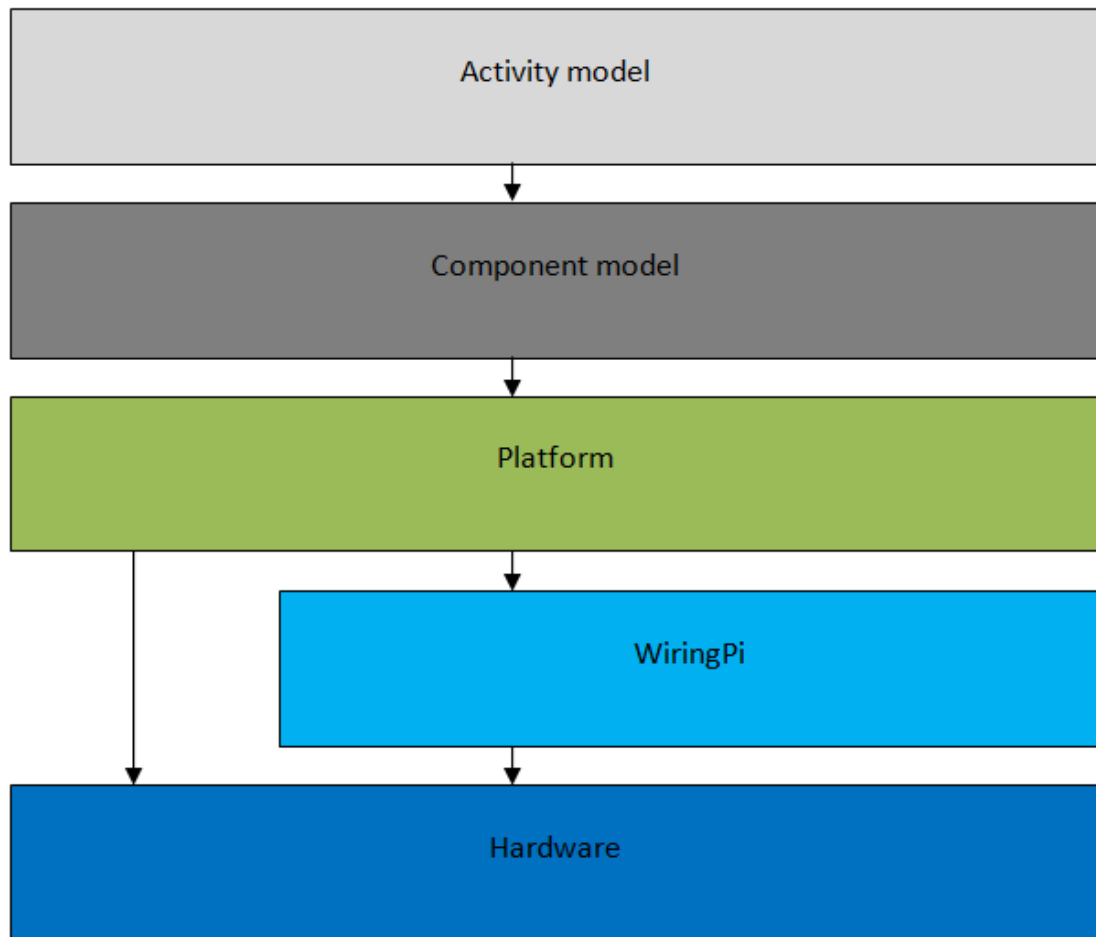 Activity model
Component model
Platform
WiringPi
Hardware